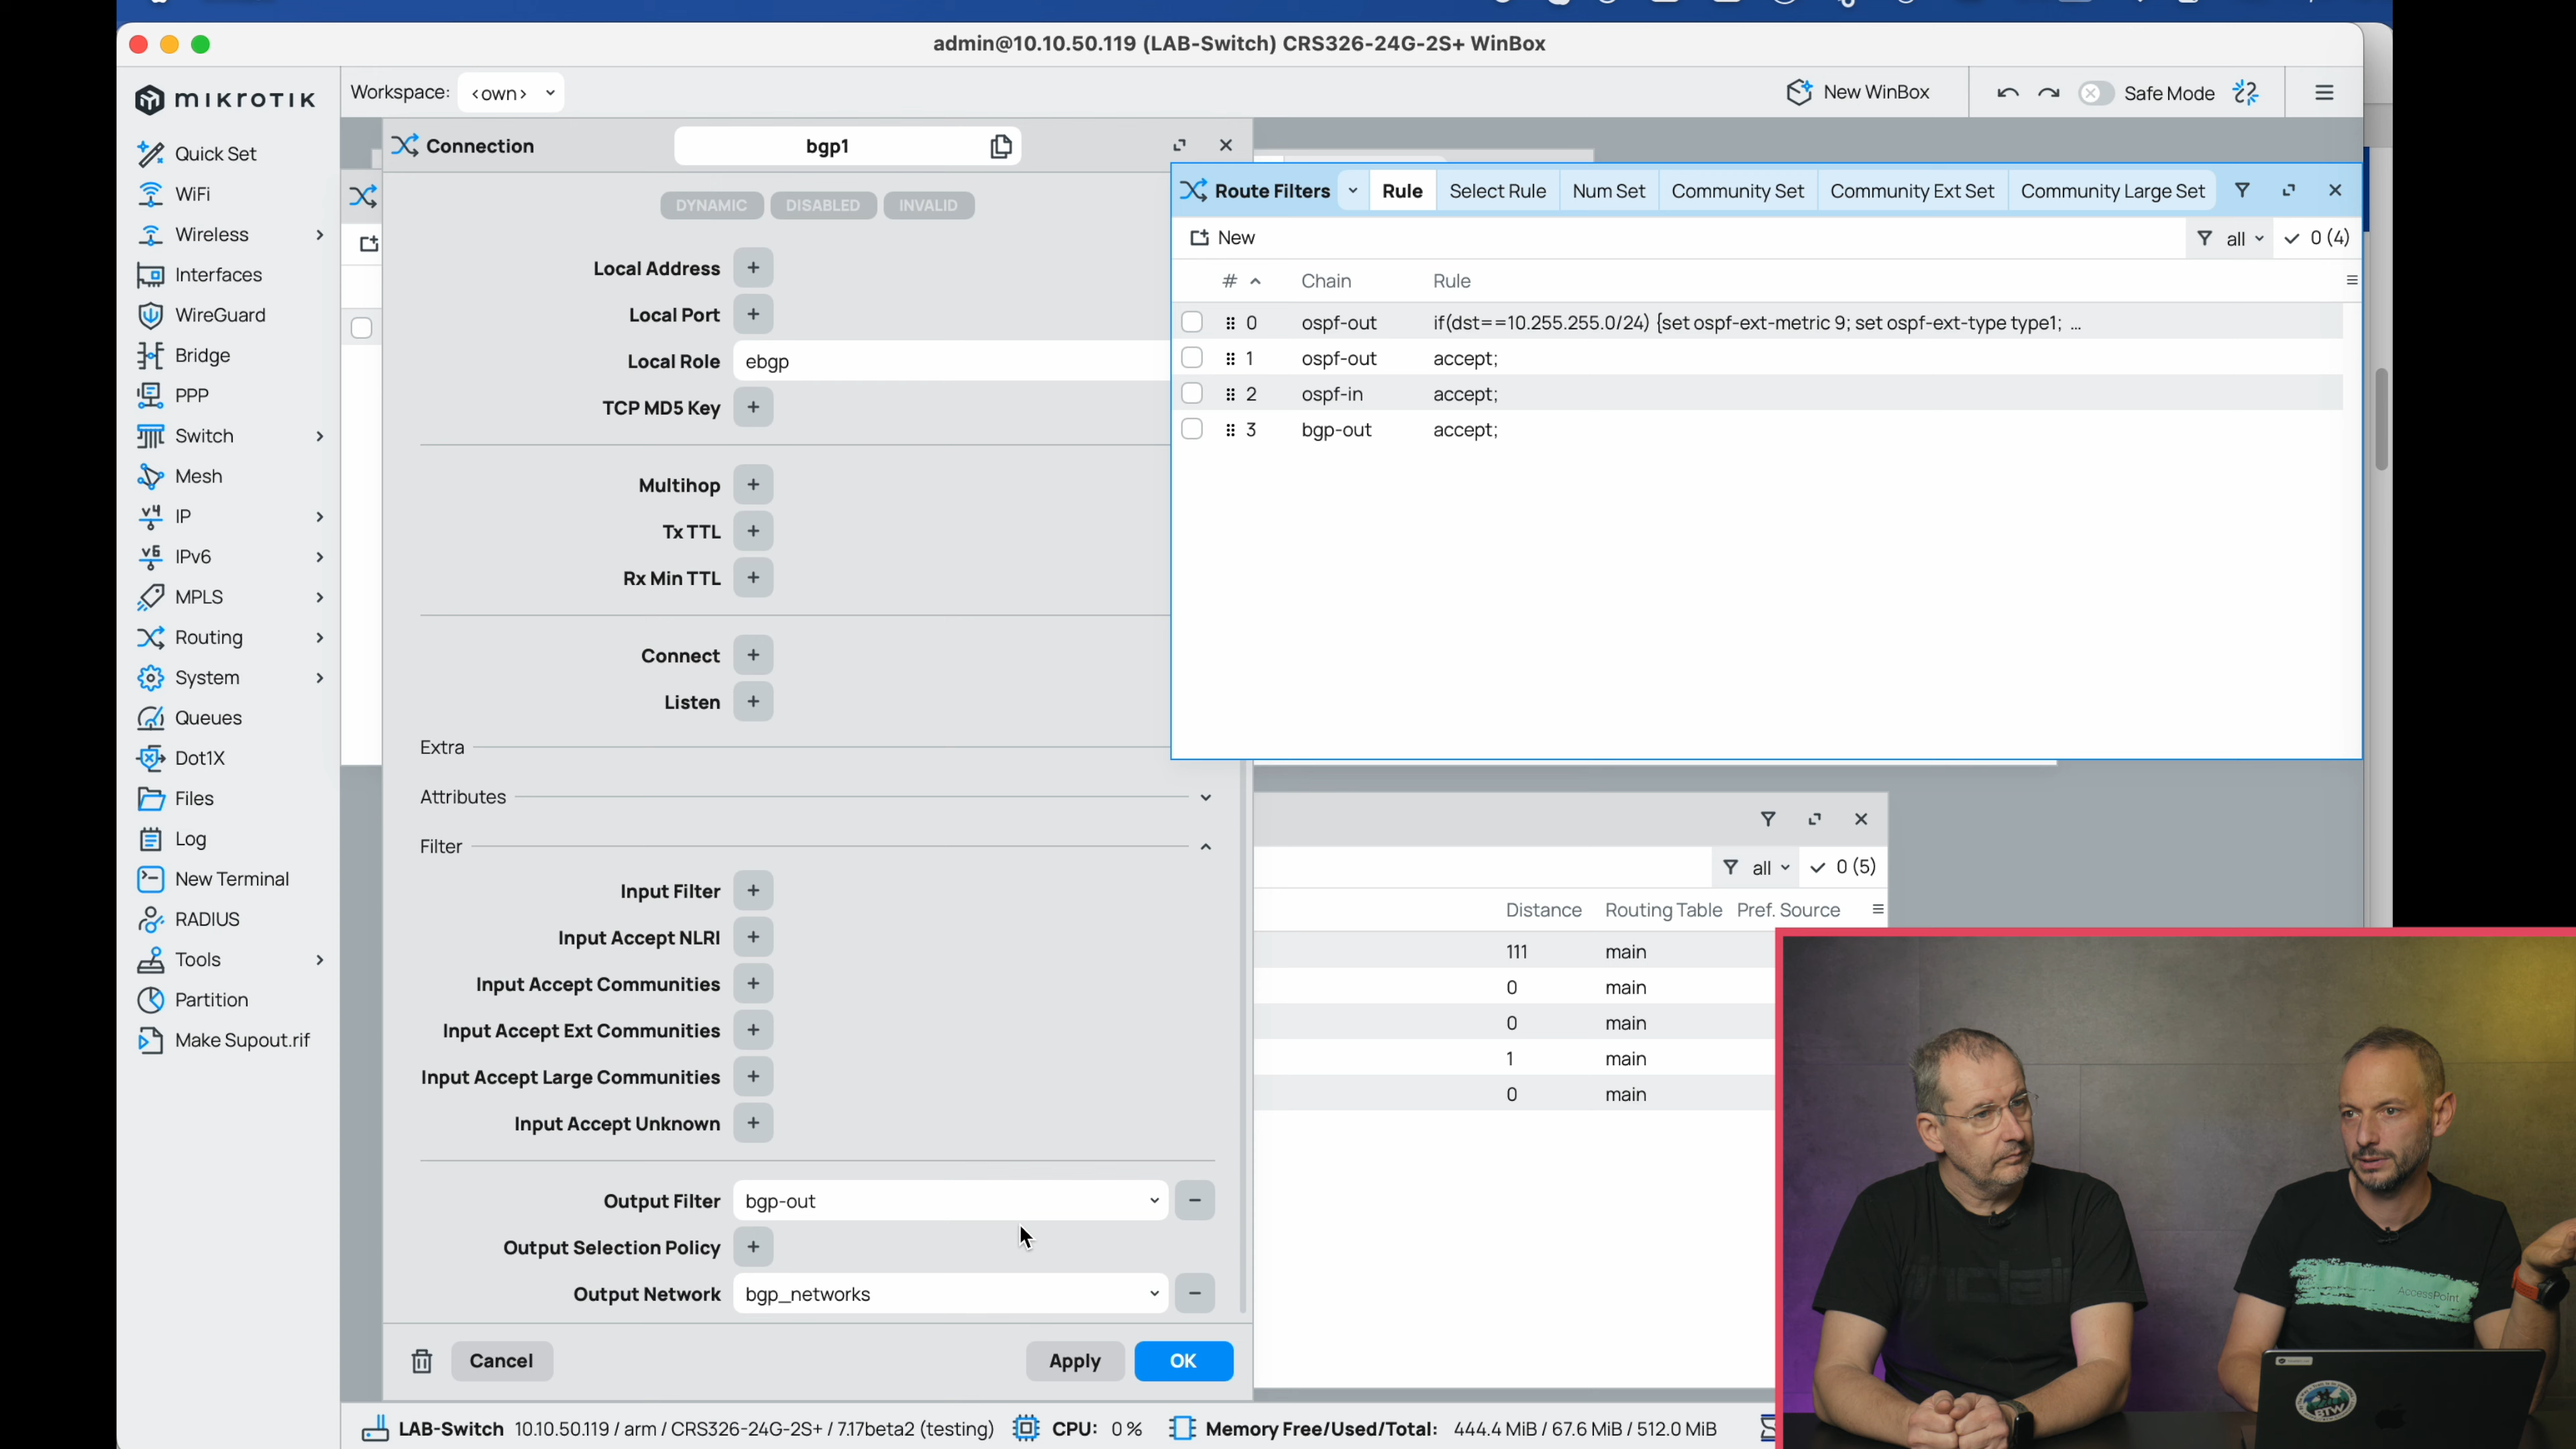 admin@10.10.50.119 (LAB-Switch) CRS326-24G-2S+ WinBox
mikrotik
Workspace: <own>
New WinBox
Safe Mode
Quick Set
WiFi
Wireless
Interfaces
WireGuard
Bridge
PPP
Switch
Mesh
IP
IPv6
MPLS
Routing
System
Queues
Dot1X
Files
Log
New Terminal
RADIUS
Tools
Partition
Make Supout.rif
Connection bgp1
DYNAMIC DISABLED INVALID
Local Address
Local Port
Local Role ebgp
TCP MD5 Key
Multihop
Tx TTL
Rx Min TTL
Connect
Listen
Extra
Attributes
Filter
Input Filter
Input Accept NLRI
Input Accept Communities
Input Accept Ext Communities
Input Accept Large Communities
Input Accept Unknown
Output Filter bgp-out
Output Selection Policy
Output Network bgp_networks
Cancel Apply OK
Route Filters Rule Select Rule Num Set Community Set Community Ext Set Community Large Set
New all 0 (4)
# Chain Rule
0 ospf-out if(dst==10.255.255.0/24) {set ospf-ext-metric 9; set ospf-ext-type type1; ...
1 ospf-out accept;
2 ospf-in accept;
3 bgp-out accept;
all 0 (5)
Distance Routing Table Pref. Source
111 main
0 main
0 main
1 main
0 main
AccessPoint
BTW
LAB-Switch 10.10.50.119 / arm / CRS326-24G-2S+ / 7.17beta2 (testing) CPU: 0 % Memory Free/Used/Total: 444.4 MiB / 67.6 MiB / 512.0 MiB